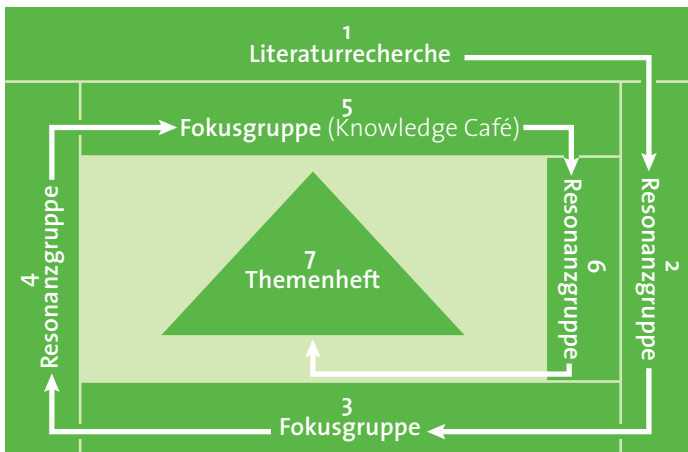 1
Literaturrecherche
2
Resonanzgruppe
3
Fokusgruppe
4
Resonanzgruppe
5
Fokusgruppe (Knowledge Café)
6
Resonanzgruppe
7
Themenheft